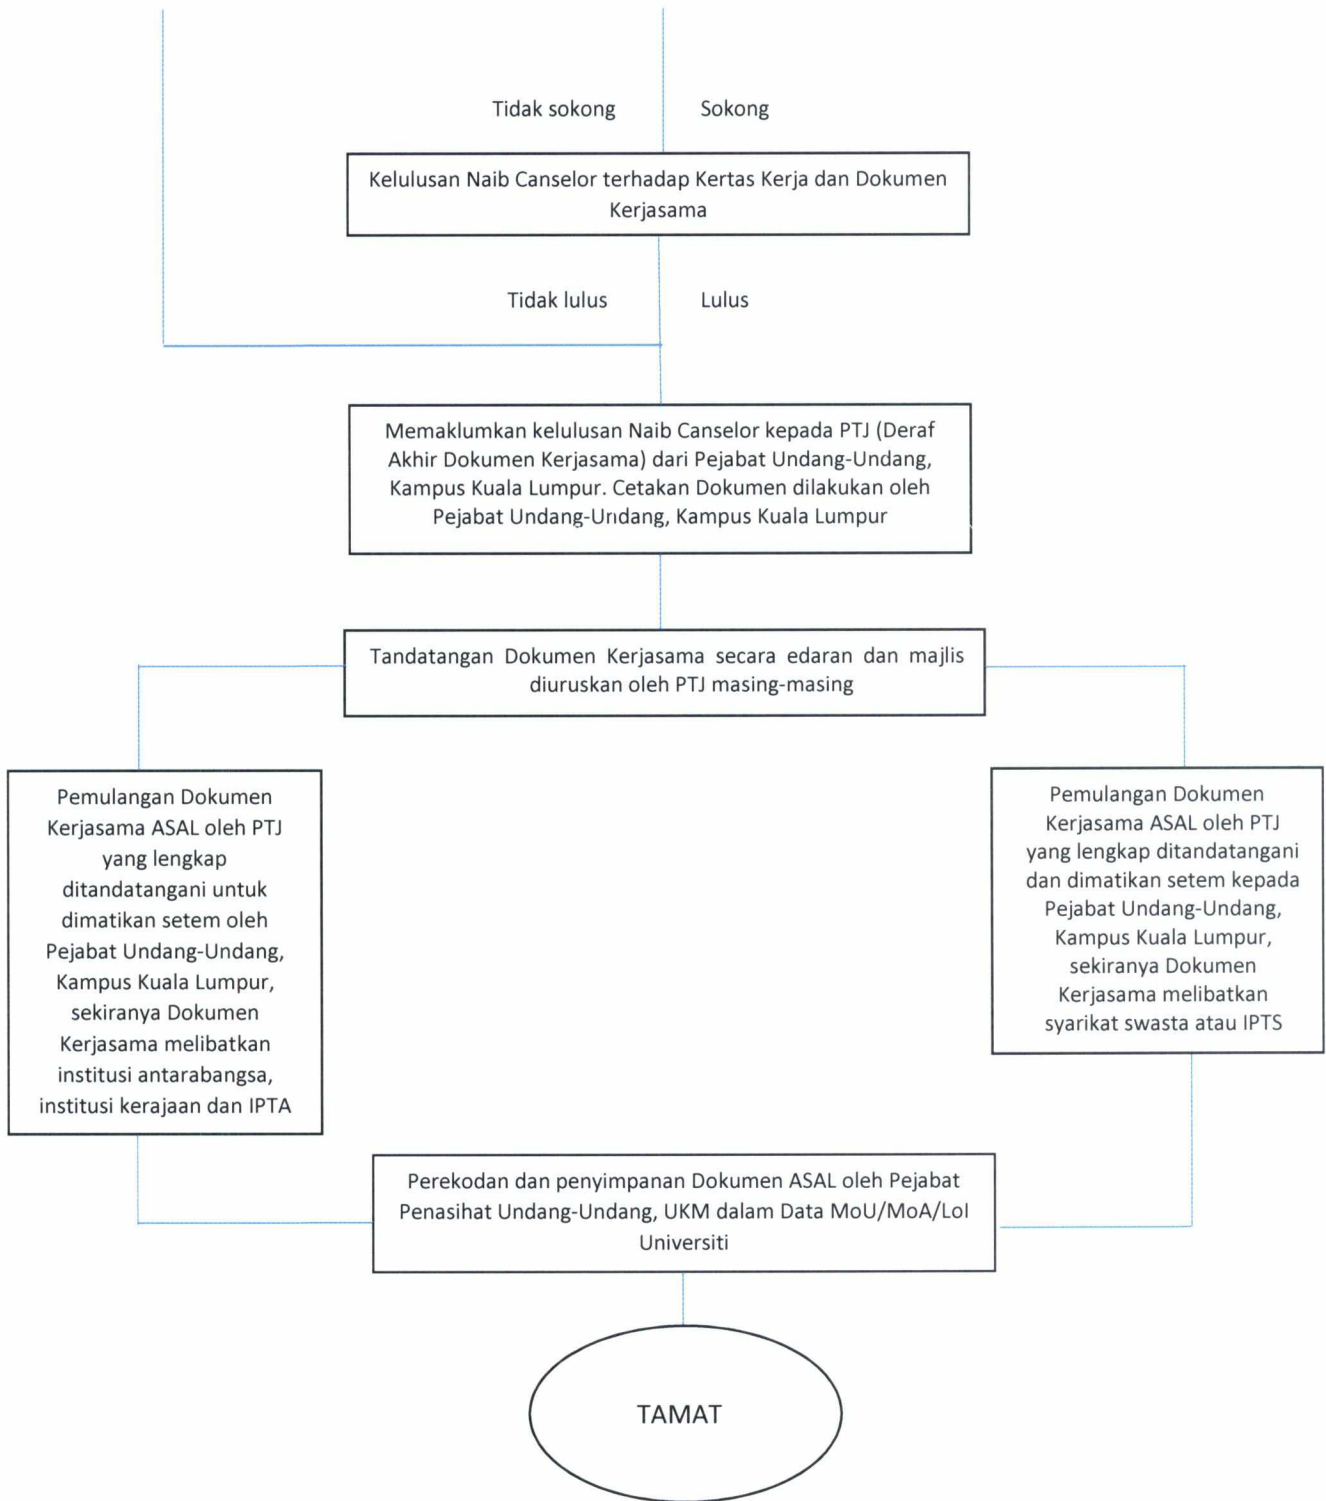 Tidak sokong
Sokong
Kelulusan Naib Canselor terhadap Kertas Kerja dan Dokumen
Kerjasama
Tidak lulus
Lulus
Memaklumkan kelulusan Naib Canselor kepada PTJ (Deraf
Akhir Dokumen Kerjasama) dari Pejabat Undang-Undang,
Kampus Kuala Lumpur. Cetakan Dokumen dilakukan oleh
Pejabat Undang-Undang, Kampus Kuala Lumpur
Tandatangan Dokumen Kerjasama secara edaran dan majlis
diuruskan oleh PTJ masing-masing
Pemulangan Dokumen
Kerjasama ASAL oleh PTJ
yang lengkap
ditandatangani untuk
dimatikan setem oleh
Pejabat Undang-Undang,
Kampus Kuala Lumpur,
sekiranya Dokumen
Kerjasama melibatkan
institusi antarabangsa,
institusi kerajaan dan IPTA
Pemulangan Dokumen
Kerjasama ASAL oleh PTJ
yang lengkap ditandatangani
dan dimatikan setem kepada
Pejabat Undang-Undang,
Kampus Kuala Lumpur,
sekiranya Dokumen
Kerjasama melibatkan
syarikat swasta atau IPTS
Perekodan dan penyimpanan Dokumen ASAL oleh Pejabat
Penasihat Undang-Undang, UKM dalam Data MoU/MoA/LoI
Universiti
TAMAT